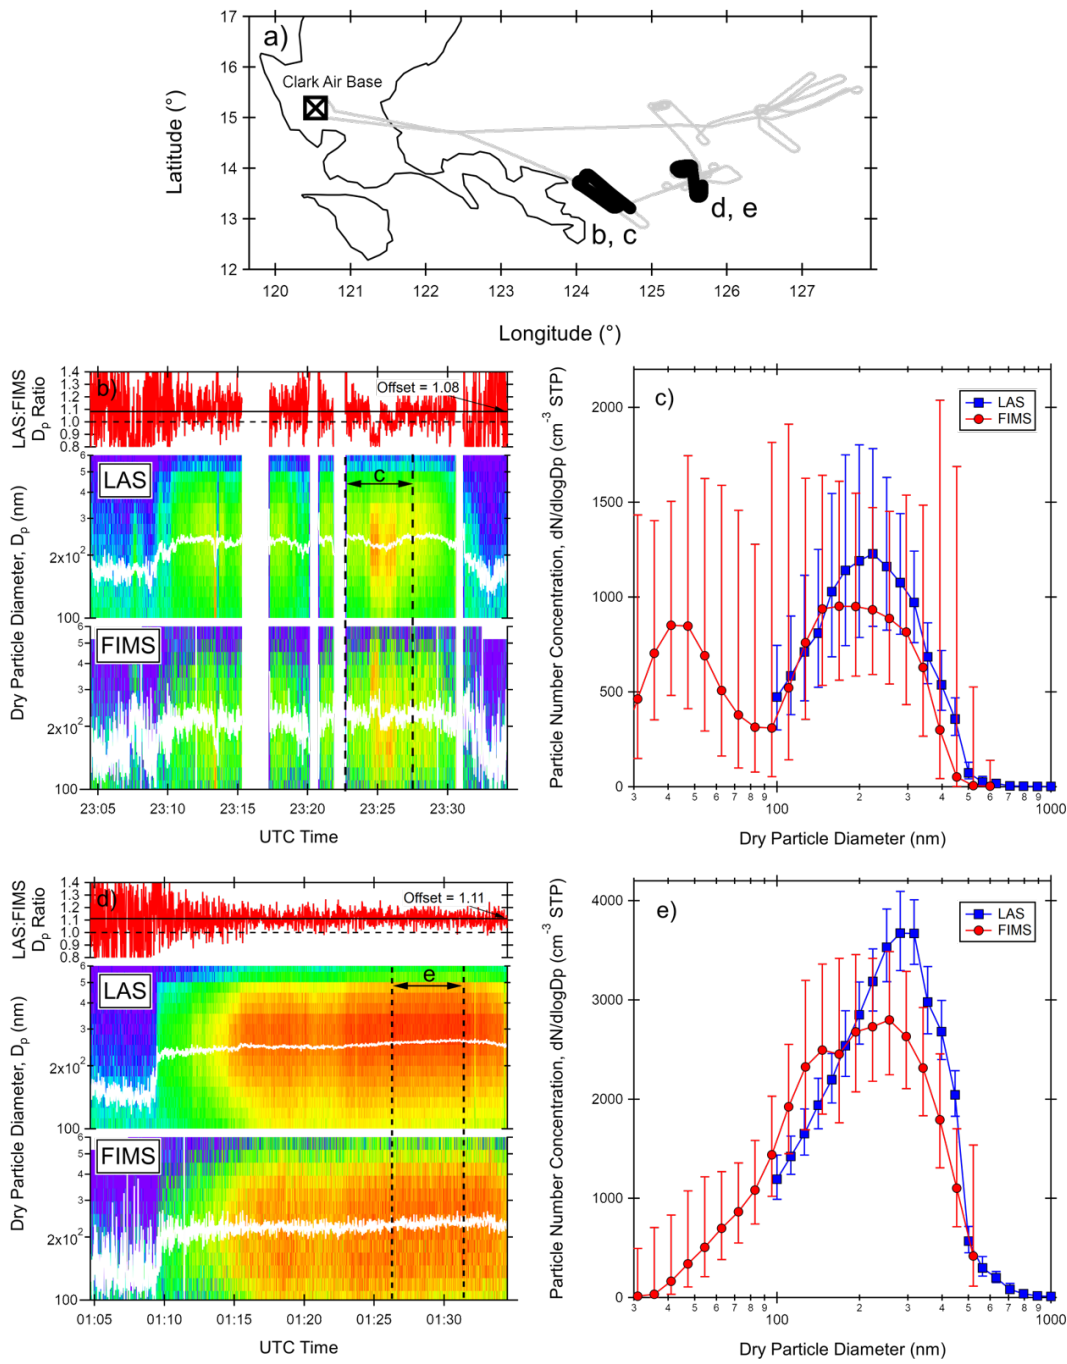 a)
Clark Air Base
b, c
d, e
17
16
15
14
13
12
Latitude (°)
120 121 122 123 124 125 126 127
Longitude (°)
b)
LAS:FIMS
Dₚ Ratio
1.4
1.3
1.2
1.1
1.0
0.9
0.8
Offset = 1.08
LAS
c
FIMS
Dry Particle Diameter, Dₚ (nm)
6
5
4
3
2x10²
100
6
5
4
3
2x10²
100
23:05 23:10 23:15 23:20 23:25 23:30
UTC Time
c)
LAS
FIMS
Particle Number Concentration, dN/dlogDp (cm⁻³ STP)
2000
1500
1000
500
0
3 4 5 6 7 8 9 100 2 3 4 5 6 7 8 9 1000
Dry Particle Diameter (nm)
d)
LAS:FIMS
Dₚ Ratio
1.4
1.3
1.2
1.1
1.0
0.9
0.8
Offset = 1.11
LAS
e
FIMS
Dry Particle Diameter, Dₚ (nm)
6
5
4
3
2x10²
100
6
5
4
3
2x10²
100
01:05 01:10 01:15 01:20 01:25 01:30
UTC Time
e)
LAS
FIMS
Particle Number Concentration, dN/dlogDp (cm⁻³ STP)
4000
3000
2000
1000
0
3 4 5 6 7 8 9 100 2 3 4 5 6 7 8 9 1000
Dry Particle Diameter (nm)